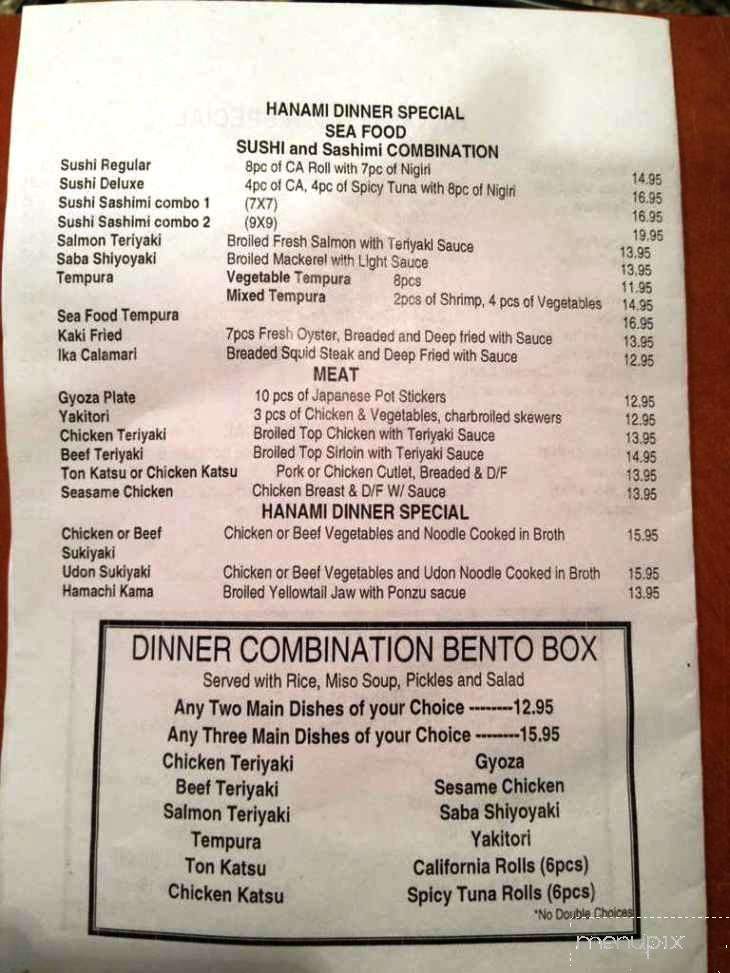 HANAMI DINNER SPECIAL
SEA FOOD
SUSHI and Sashimi COMBINATION
Sushi Regular 8pc of CA Roll with 7pc of Nigiri 14.95
Sushi Deluxe 4pc of CA, 4pc of Spicy Tuna with 8pc of Nigiri 16.95
Sushi Sashimi combo 1 (7X7) 16.95
Sushi Sashimi combo 2 (9X9) 19.95
Salmon Teriyaki Broiled Fresh Salmon with Teriyaki Sauce 13.95
Saba Shiyoyaki Broiled Mackerel with Light Sauce 13.95
Tempura Vegetable Tempura 8pcs 11.95
Mixed Tempura 2pcs of Shrimp, 4 pcs of Vegetables 14.95
Sea Food Tempura 16.95
Kaki Fried 7pcs Fresh Oyster, Breaded and Deep fried with Sauce 13.95
Ika Calamari Breaded Squid Steak and Deep Fried with Sauce 12.95
MEAT
Gyoza Plate 10 pcs of Japanese Pot Stickers 12.95
Yakitori 3 pcs of Chicken & Vegetables, charbroiled skewers 12.95
Chicken Teriyaki Broiled Top Chicken with Teriyaki Sauce 13.95
Beef Teriyaki Broiled Top Sirloin with Teriyaki Sauce 14.95
Ton Katsu or Chicken Katsu Pork or Chicken Cutlet, Breaded & D/F 13.95
Seasame Chicken Chicken Breast & D/F W/ Sauce 13.95
HANAMI DINNER SPECIAL
Chicken or Beef Chicken or Beef Vegetables and Noodle Cooked in Broth 15.95
Sukiyaki
Udon Sukiyaki Chicken or Beef Vegetables and Udon Noodle Cooked in Broth 15.95
Hamachi Kama Broiled Yellowtail Jaw with Ponzu sacue 13.95
DINNER COMBINATION BENTO BOX
Served with Rice, Miso Soup, Pickles and Salad
Any Two Main Dishes of your Choice --------12.95
Any Three Main Dishes of your Choice --------15.95
Chicken Teriyaki Gyoza
Beef Teriyaki Sesame Chicken
Salmon Teriyaki Saba Shiyoyaki
Tempura Yakitori
Ton Katsu California Rolls (6pcs)
Chicken Katsu Spicy Tuna Rolls (6pcs)
*No Double Choices
menupix